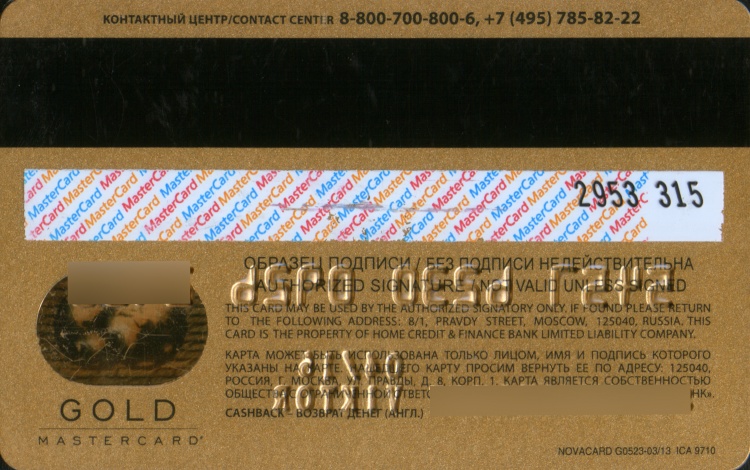 КОНТАКТНЫЙ ЦЕНТР/CONTACT CENTER 8-800-700-800-6, +7 (495) 785-82-22
MasterCard MasterCard MasterCard
2953 315
ОБРАЗЕЦ ПОДПИСИ / БЕЗ ПОДПИСИ НЕДЕЙСТВИТЕЛЬНА
AUTHORIZED SIGNATURE / NOT VALID UNLESS SIGNED
THIS CARD MAY BE USED BY THE AUTHORIZED SIGNATORY ONLY. IF FOUND PLEASE RETURN
TO THE FOLLOWING ADDRESS: 8/1, PRAVDY STREET, MOSCOW, 125040, RUSSIA. THIS
CARD IS THE PROPERTY OF HOME CREDIT & FINANCE BANK LIMITED LIABILITY COMPANY.
КАРТА МОЖЕТ БЫТЬ ИСПОЛЬЗОВАНА ТОЛЬКО ЛИЦОМ, ИМЯ И ПОДПИСЬ КОТОРОГО
УКАЗАНЫ НА КАРТУ ПРОСИМ ВЕРНУТЬ ЕЕ ПО АДРЕСУ: 125040,
РОССИЯ, Г. МОСКВА, УЛ. ПРАВДЫ, Д. 8, КОРП. 1. КАРТА ЯВЛЯЕТСЯ СОБСТВЕННОСТЬЮ
CASHBACK – ВОЗВРАТ ДЕНЕГ (АНГЛ.)
GOLD
MASTERCARD
NOVACARD G0523-03/13 ICA 9710